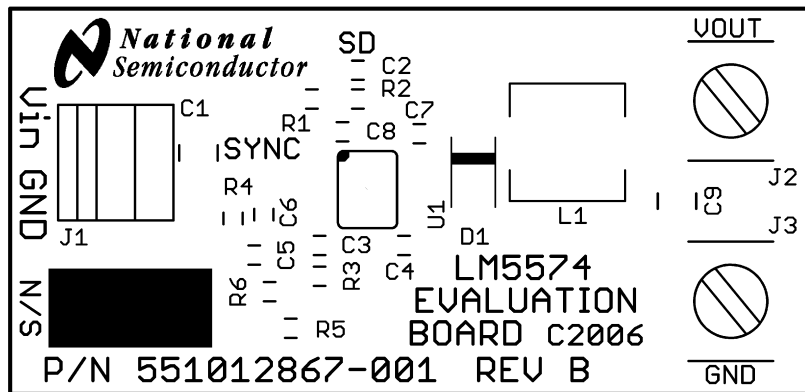 National
Semiconductor
SD
VOUT
C2
R2
Vin GND
C1
R1
C7
C8
SYNC
R4
C6
U1
L1
C9
J2
J3
J1
D1
C5
C3
C4
R3
R6
R5
N/S
LM5574
EVALUATION
BOARD C2006
P/N 551012867-001 REV B
GND